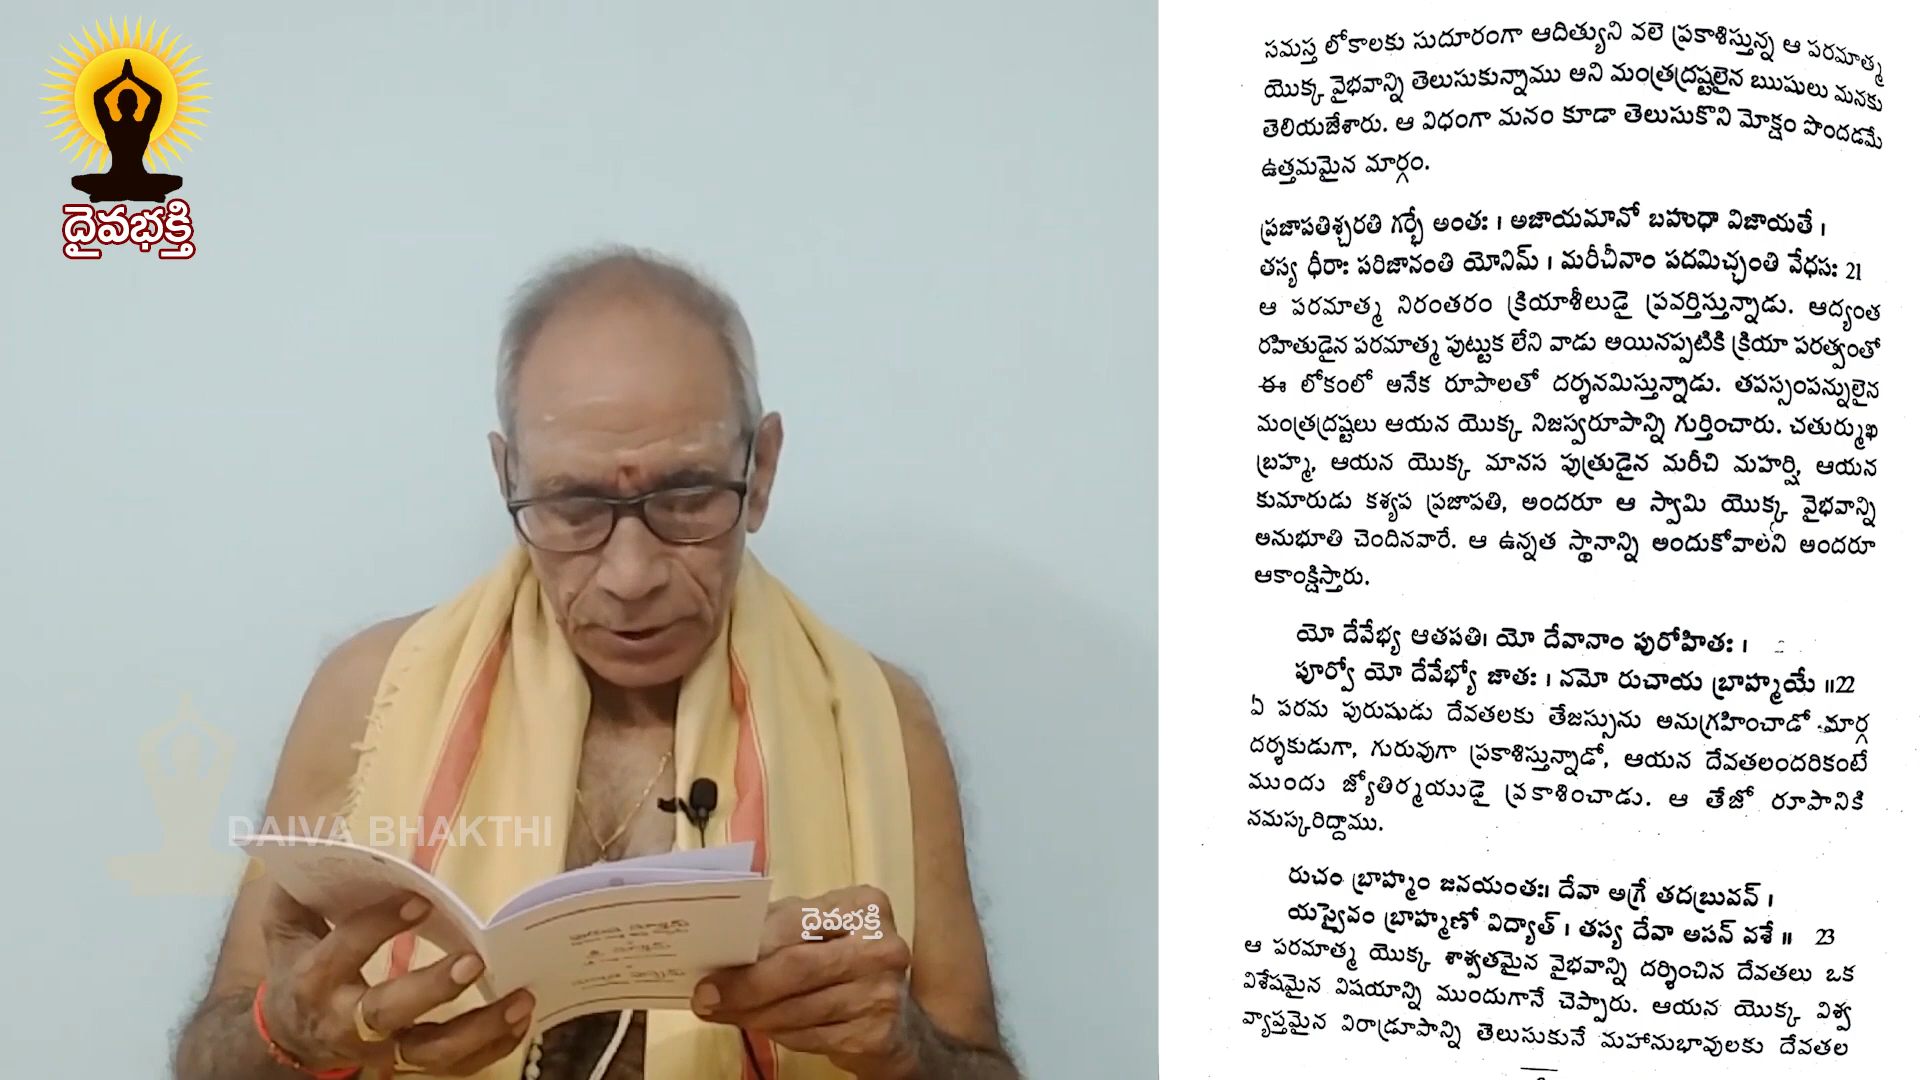 దైవభక్తి
DAIVA BHAKTHI
దైవభక్తి
సమస్త లోకాలకు సుదూరంగా ఆదిత్యుని వలె ప్రకాశిస్తున్న ఆ పరమాత్మ
యొక్క వైభవాన్ని తెలుసుకున్నాము అని మంత్రద్రష్టలైన ఋషులు మనకు
తెలియజేశారు. ఆ విధంగా మనం కూడా తెలుసుకొని మోక్షం పొందడమే
ఉత్తమమైన మార్గం.
ప్రజాపతిశ్చరతి గర్భే అంతః । అజాయమానో బహుధా విజాయతే ।
తస్య ధీరాః పరిజానంతి యోనిమ్ । మరీచీనాం పదమిచ్ఛంతి వేధసః 21
ఆ పరమాత్మ నిరంతరం క్రియాశీలుడై ప్రవర్తిస్తున్నాడు. ఆద్యంత
రహితుడైన పరమాత్మ పుట్టుక లేని వాడు అయినప్పటికి క్రియా పరత్వంతో
ఈ లోకంలో అనేక రూపాలతో దర్శనమిస్తున్నాడు. తపస్సంపన్నులైన
మంత్రద్రష్టలు ఆయన యొక్క నిజస్వరూపాన్ని గుర్తించారు. చతుర్ముఖ
బ్రహ్మ, ఆయన యొక్క మానస పుత్రుడైన మరీచి మహర్షి, ఆయన
కుమారుడు కశ్యప ప్రజాపతి, అందరూ ఆ స్వామి యొక్క వైభవాన్ని
అనుభూతి చెందినవారే. ఆ ఉన్నత స్థానాన్ని అందుకోవాలని అందరూ
ఆకాంక్షిస్తారు.
యో దేవేభ్య ఆతపతి। యో దేవానాం పురోహితః ।
పూర్వో యో దేవేభ్యో జాతః । నమో రుచాయ బ్రాహ్మయే ॥22
ఏ పరమ పురుషుడు దేవతలకు తేజస్సును అనుగ్రహించాడో మార్గ
దర్శకుడుగా, గురువుగా ప్రకాశిస్తున్నాడో, ఆయన దేవతలందరికంటే
ముందు జ్యోతిర్మయుడై ప్రకాశించాడు. ఆ తేజో రూపానికి
నమస్కరిద్దాము.
రుచం బ్రాహ్మం జనయంతః। దేవా అగ్రే తదబ్రువన్ ।
యస్త్వైవం బ్రాహ్మణో విద్యాత్ । తస్య దేవా అసన్ వశే ॥ 23
ఆ పరమాత్మ యొక్క శాశ్వతమైన వైభవాన్ని దర్శించిన దేవతలు ఒక
విశేషమైన విషయాన్ని ముందుగానే చెప్పారు. ఆయన యొక్క విశ్వ
వ్యాప్తమైన విరాడ్రూపాన్ని తెలుసుకునే మహానుభావులకు దేవతల